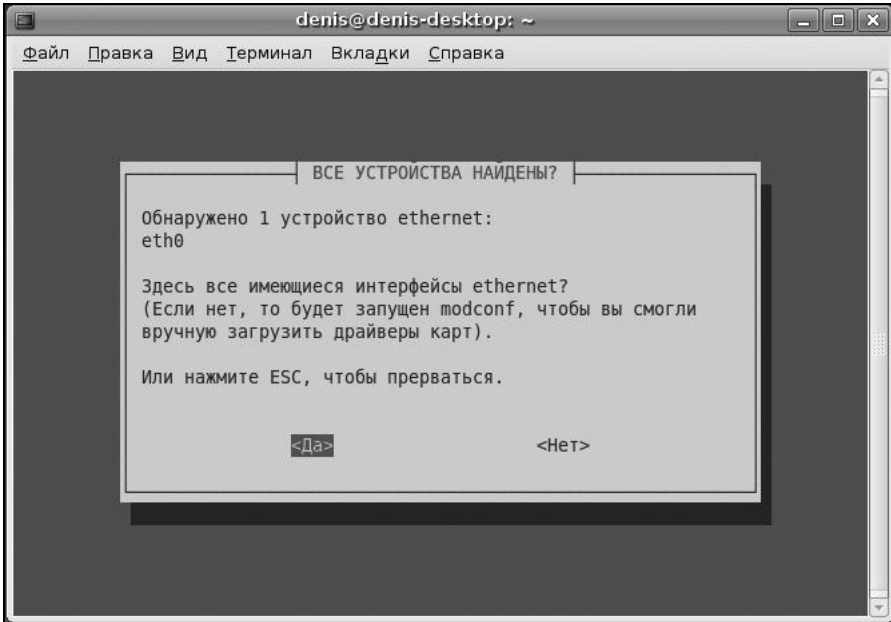 denis@denis-desktop: ~
Файл Правка Вид Терминал Вкладки Справка
ВСЕ УСТРОЙСТВА НАЙДЕНЫ?
Обнаружено 1 устройство ethernet:
eth0
Здесь все имеющиеся интерфейсы ethernet?
(Если нет, то будет запущен modconf, чтобы вы смогли
вручную загрузить драйверы карт).
Или нажмите ESC, чтобы прерваться.
<Да> <Нет>